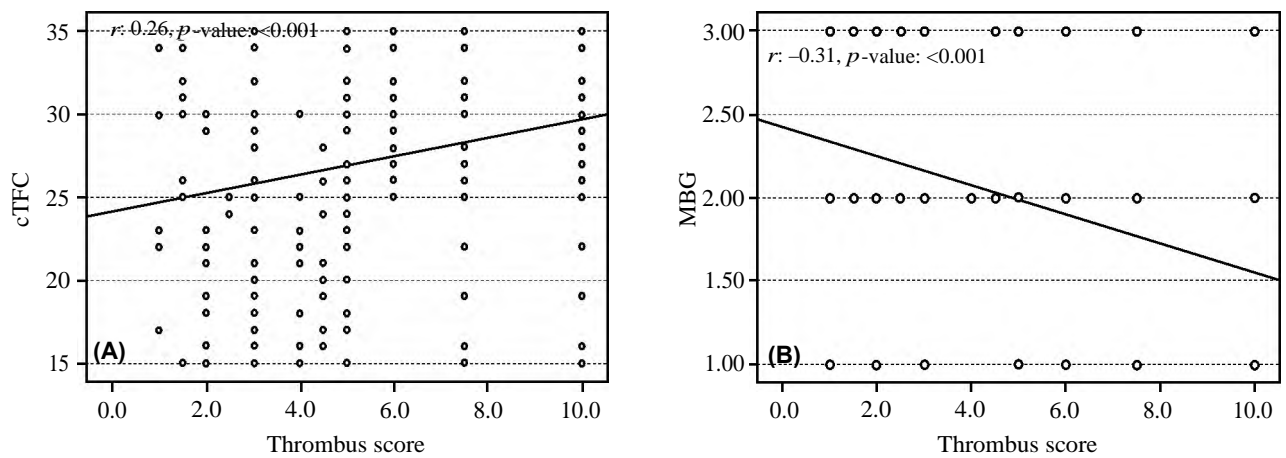 r: 0.26, p-value: <0.001
35
30
25
20
15
cTFC
(A)
0.0 2.0 4.0 6.0 8.0 10.0
Thrombus score
r: –0.31, p-value: <0.001
3.00
2.50
2.00
1.50
1.00
MBG
(B)
0.0 2.0 4.0 6.0 8.0 10.0
Thrombus score